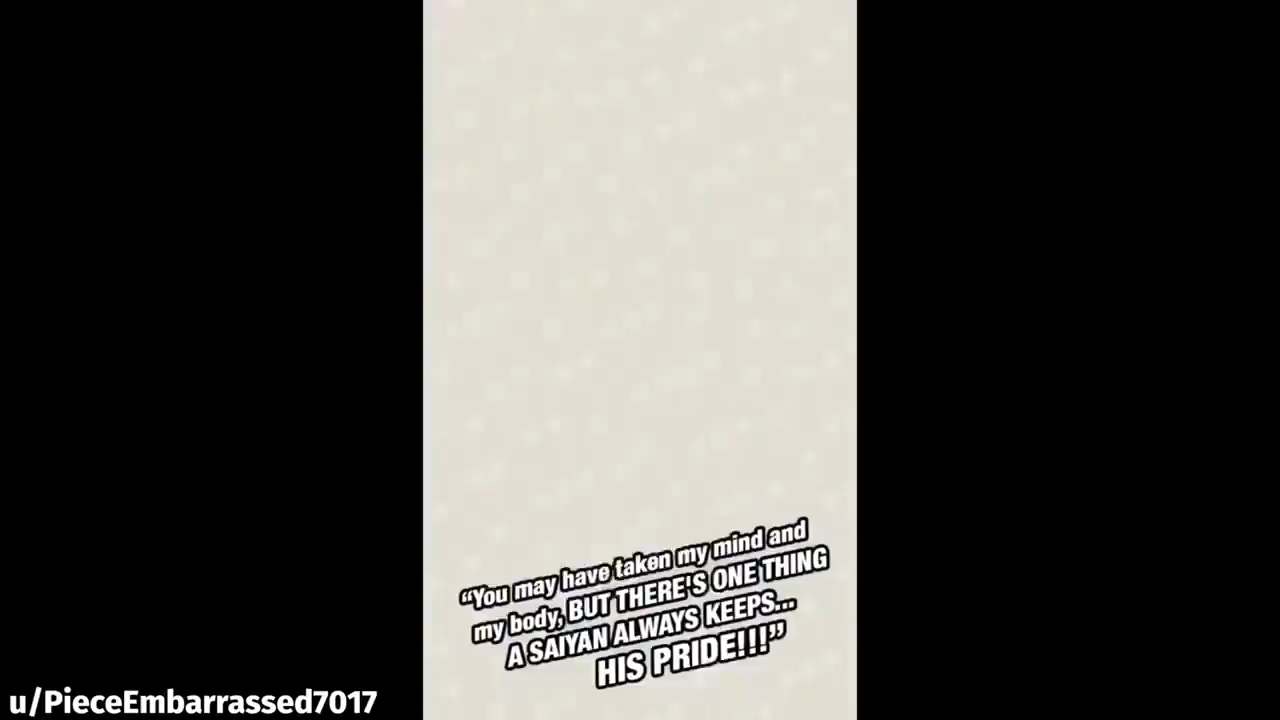 “You may have taken my mind and
my body, BUT THERE'S ONE THING
A SAIYAN ALWAYS KEEPS...
HIS PRIDE!!!”
u/PieceEmbarrassed7017